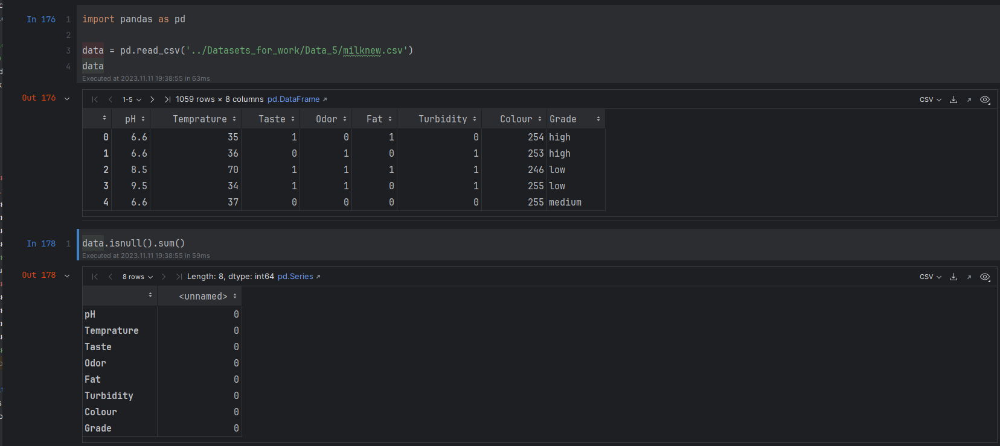 In 176 1 import pandas as pd
2
3 data = pd.read_csv('../Datasets_for_work/Data_5/milknew.csv')
4 data
Executed at 2023.11.11 19:38:55 in 63ms
Out 176 1-5 1059 rows × 8 columns pd.DataFrame CSV
pH Temprature Taste Odor Fat Turbidity Colour Grade
0 6.6 35 1 0 1 0 254 high
1 6.6 36 0 1 0 1 253 high
2 8.5 70 1 1 1 1 246 low
3 9.5 34 1 1 0 1 255 low
4 6.6 37 0 0 0 0 255 medium
In 178 1 data.isnull().sum()
Executed at 2023.11.11 19:38:55 in 59ms
Out 178 8 rows Length: 8, dtype: int64 pd.Series CSV
<unnamed>
pH 0
Temprature 0
Taste 0
Odor 0
Fat 0
Turbidity 0
Colour 0
Grade 0